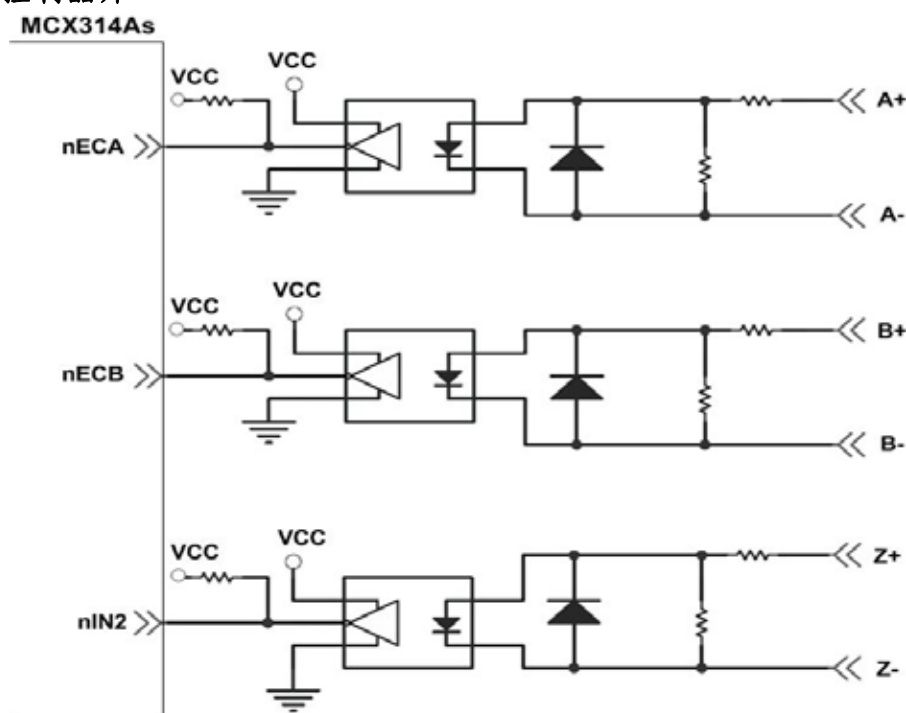 MCX314As
VCC
VCC
nECA
A+
A-
VCC
VCC
nECB
B+
B-
VCC
VCC
nIN2
Z+
Z-